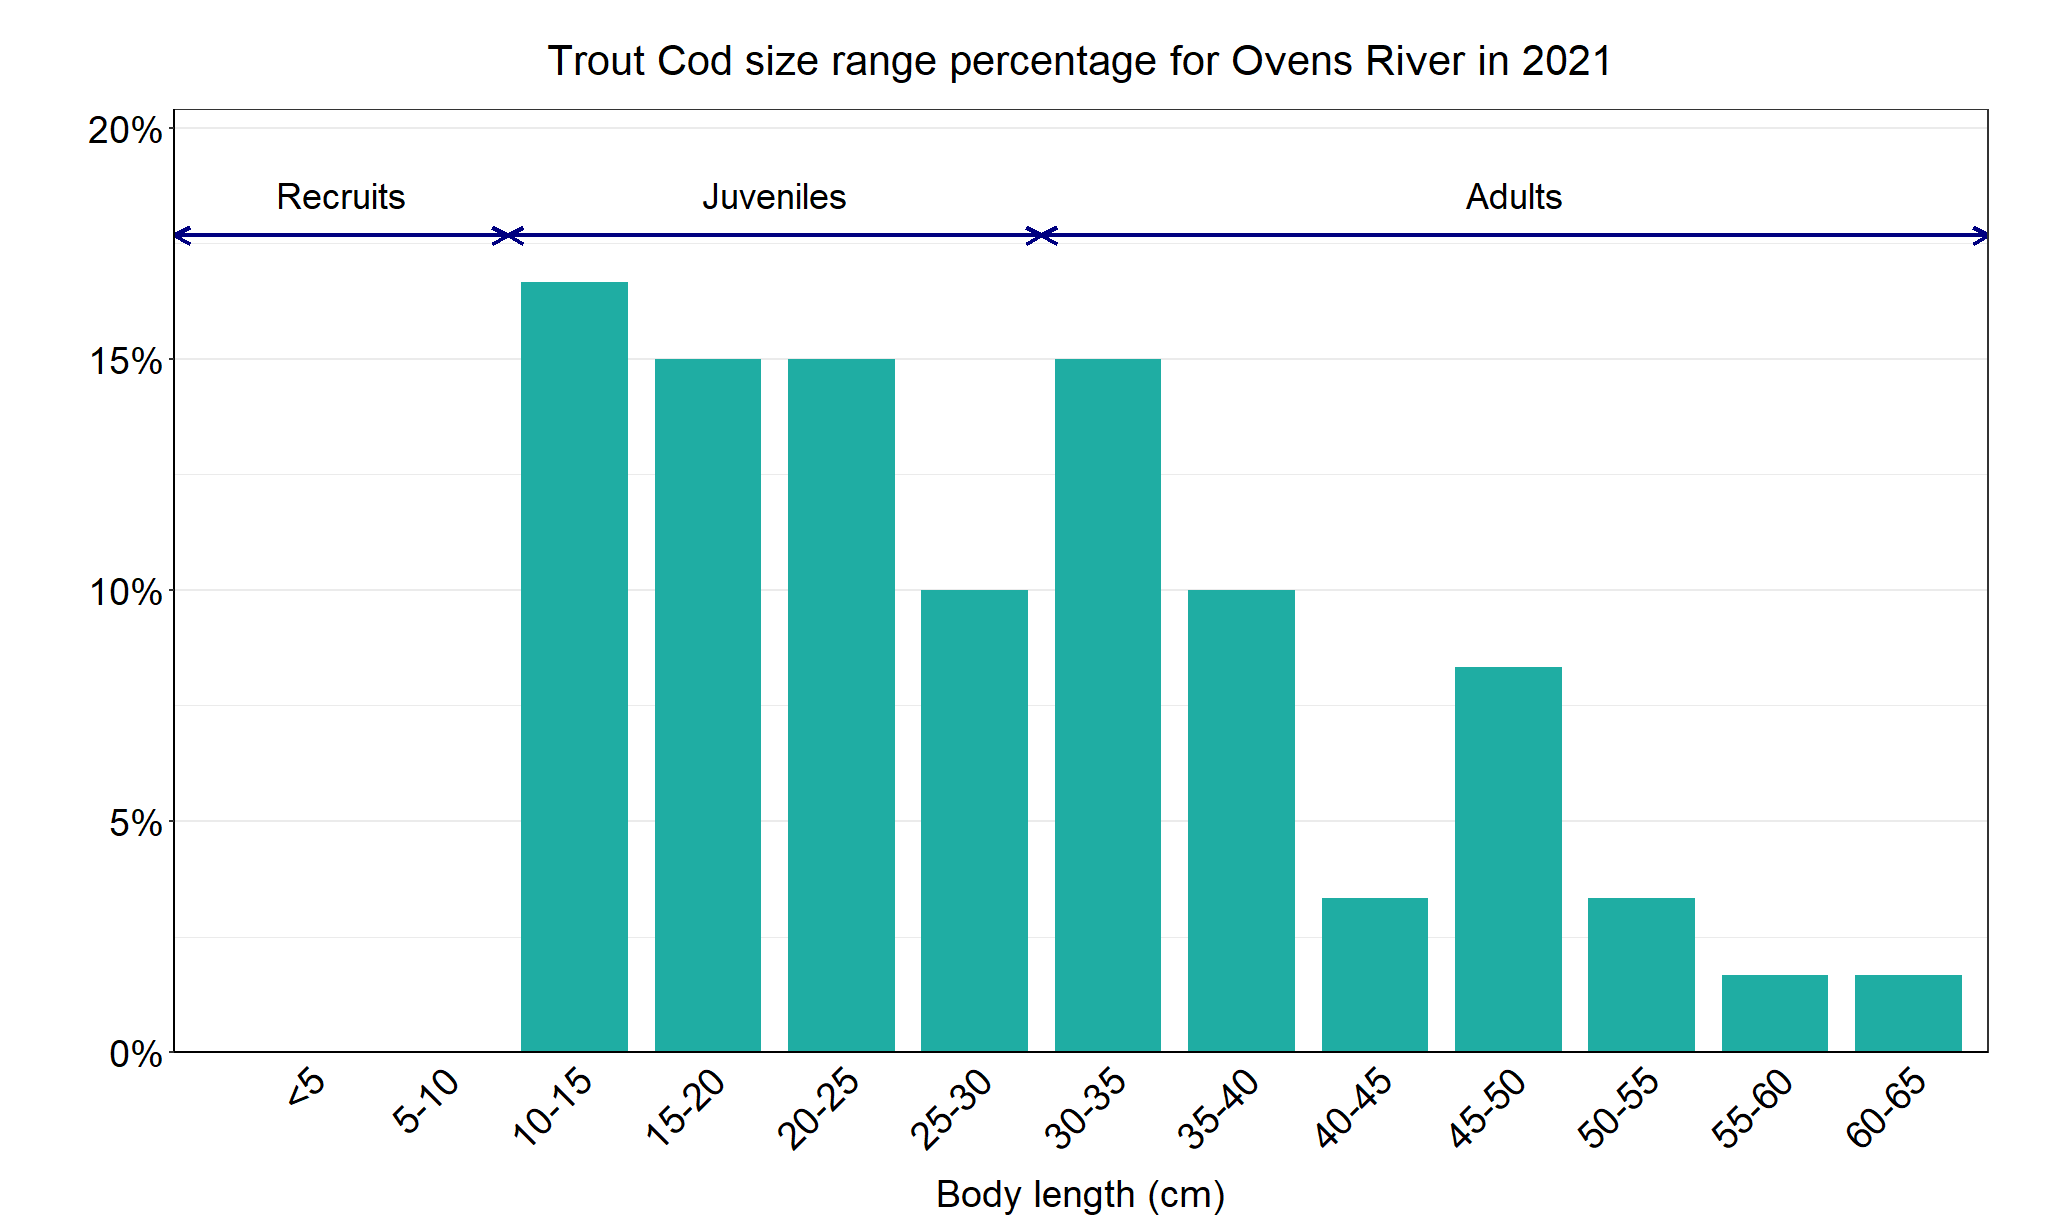 Trout Cod size range percentage for Ovens River in 2021
20%
Recruits Juveniles Adults
15%
10%
5%
0%
<5 5-10 10-15 15-20 20-25 25-30 30-35 35-40 40-45 45-50 50-55 55-60 60-65
Body length (cm)